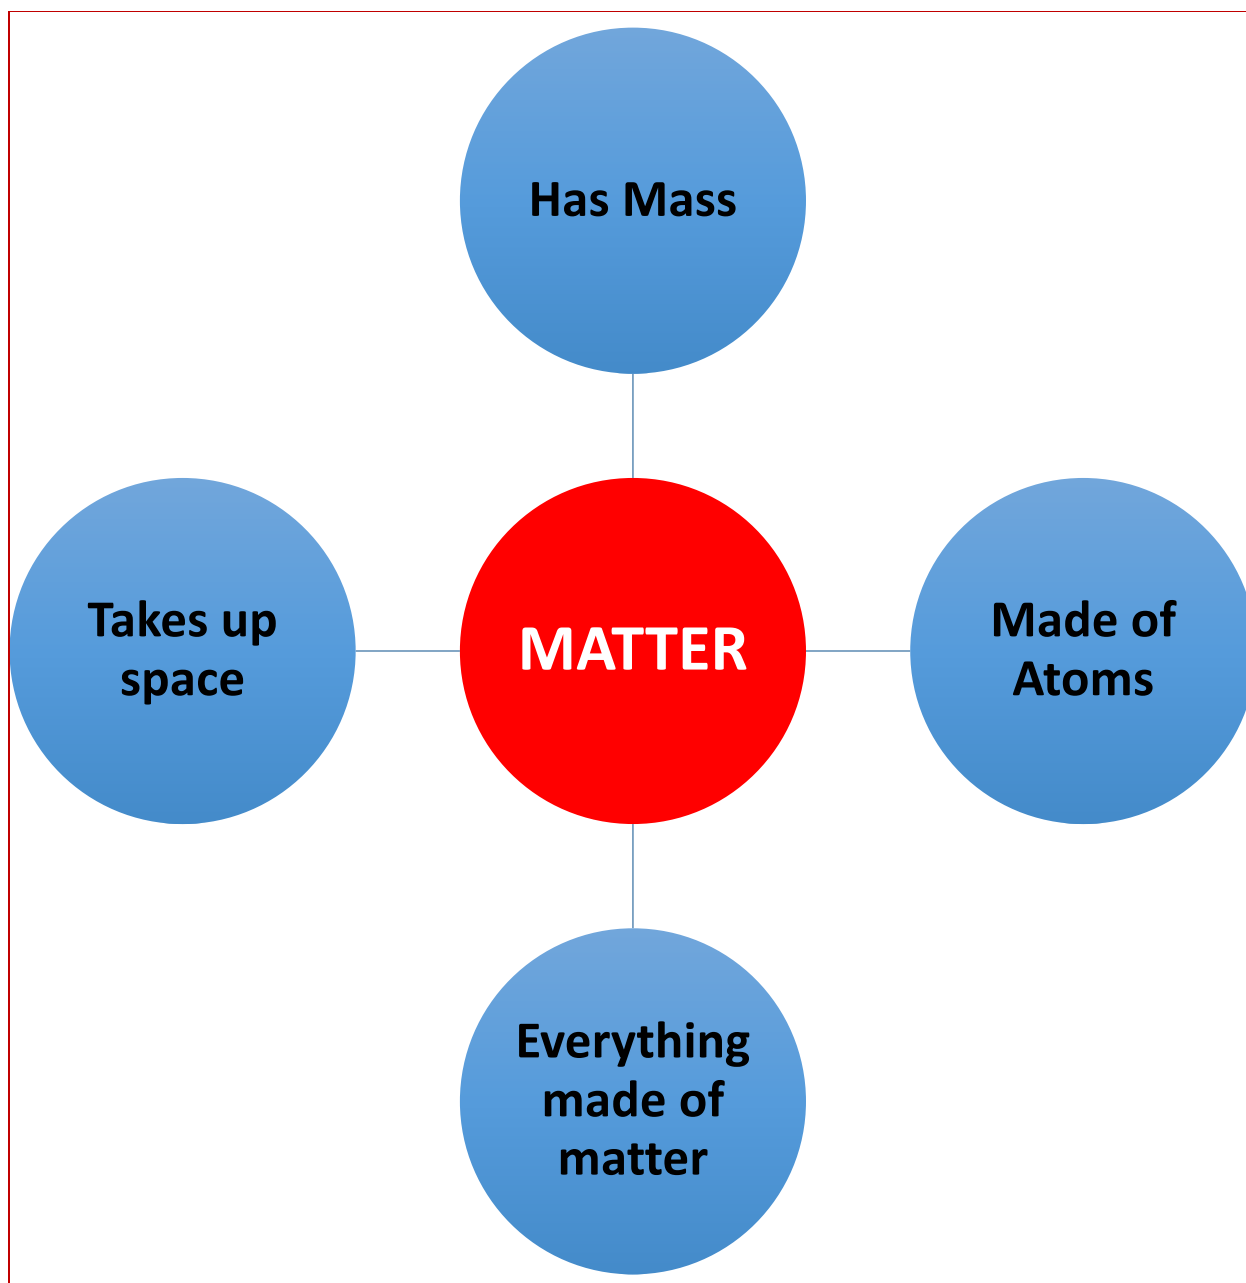 Has Mass
Takes up
space
MATTER
Made of
Atoms
Everything
made of
matter